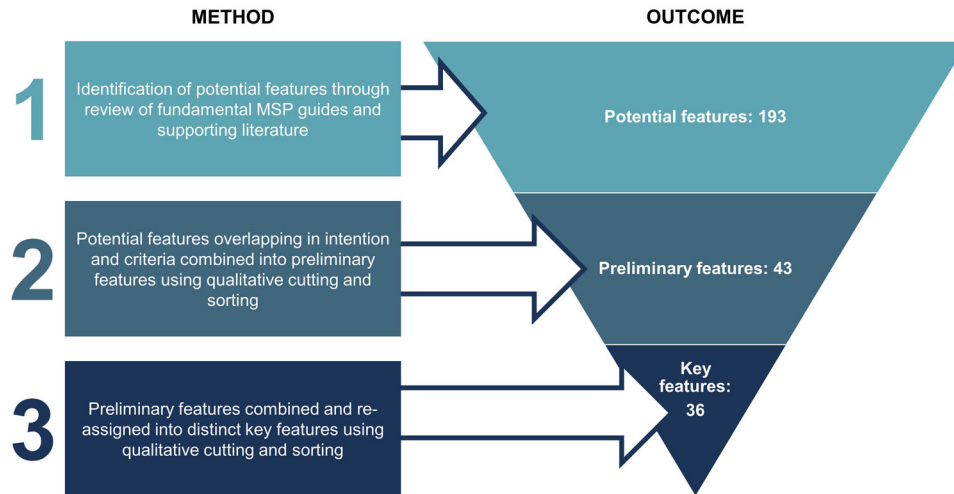 METHOD
OUTCOME
1
Identification of potential features through
review of fundamental MSP guides and
supporting literature
Potential features: 193
2
Potential features overlapping in intention
and criteria combined into preliminary
features using qualitative cutting and
sorting
Preliminary features: 43
3
Preliminary features combined and re-
assigned into distinct key features using
qualitative cutting and sorting
Key
features:
36